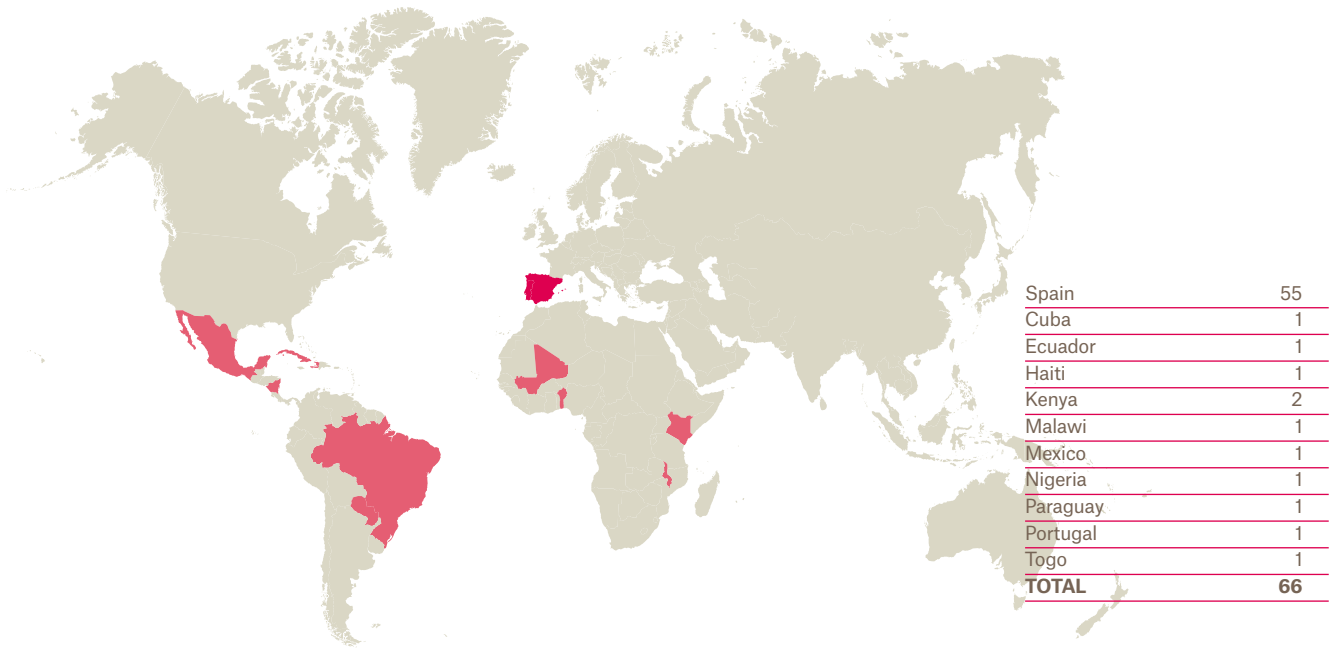 Spain 55
Cuba 1
Ecuador 1
Haiti 1
Kenya 2
Malawi 1
Mexico 1
Nigeria 1
Paraguay 1
Portugal 1
Togo 1
TOTAL 66